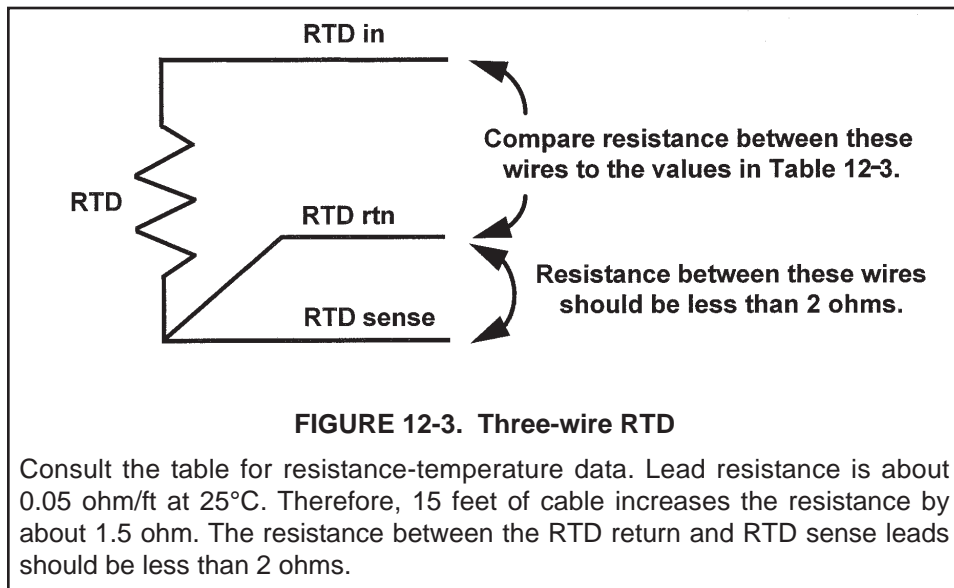 RTD in
Compare resistance between these
wires to the values in Table 12-3.
RTD
RTD rtn
Resistance between these wires
should be less than 2 ohms.
RTD sense
FIGURE 12-3. Three-wire RTD
Consult the table for resistance-temperature data. Lead resistance is about
0.05 ohm/ft at 25°C. Therefore, 15 feet of cable increases the resistance by
about 1.5 ohm. The resistance between the RTD return and RTD sense leads
should be less than 2 ohms.